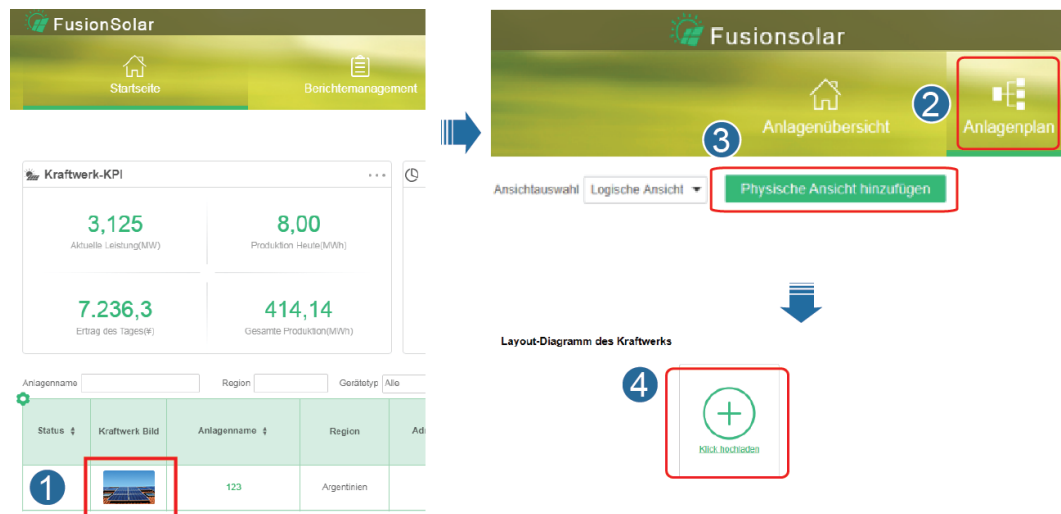 FusionSolar
Startseite
Berichtemanagement
Kraftwerk-KPI
3,125
8,00
Aktuelle Leistung(MW)
Produktion Heute(MWh)
7.236,3
414,14
Ertrag des Tages(¥)
Gesamte Produktion(MWh)
Anlagenname
Region
Gerätetyp
Alle
Status
Kraftwerk Bild
Anlagenname
Region
1
123
Argentinien
Fusionsolar
2
3
Anlagenübersicht
Anlagenplan
Ansichtauswahl
Logische Ansicht
Physische Ansicht hinzufügen
Layout-Diagramm des Kraftwerks
4
Klick hochladen